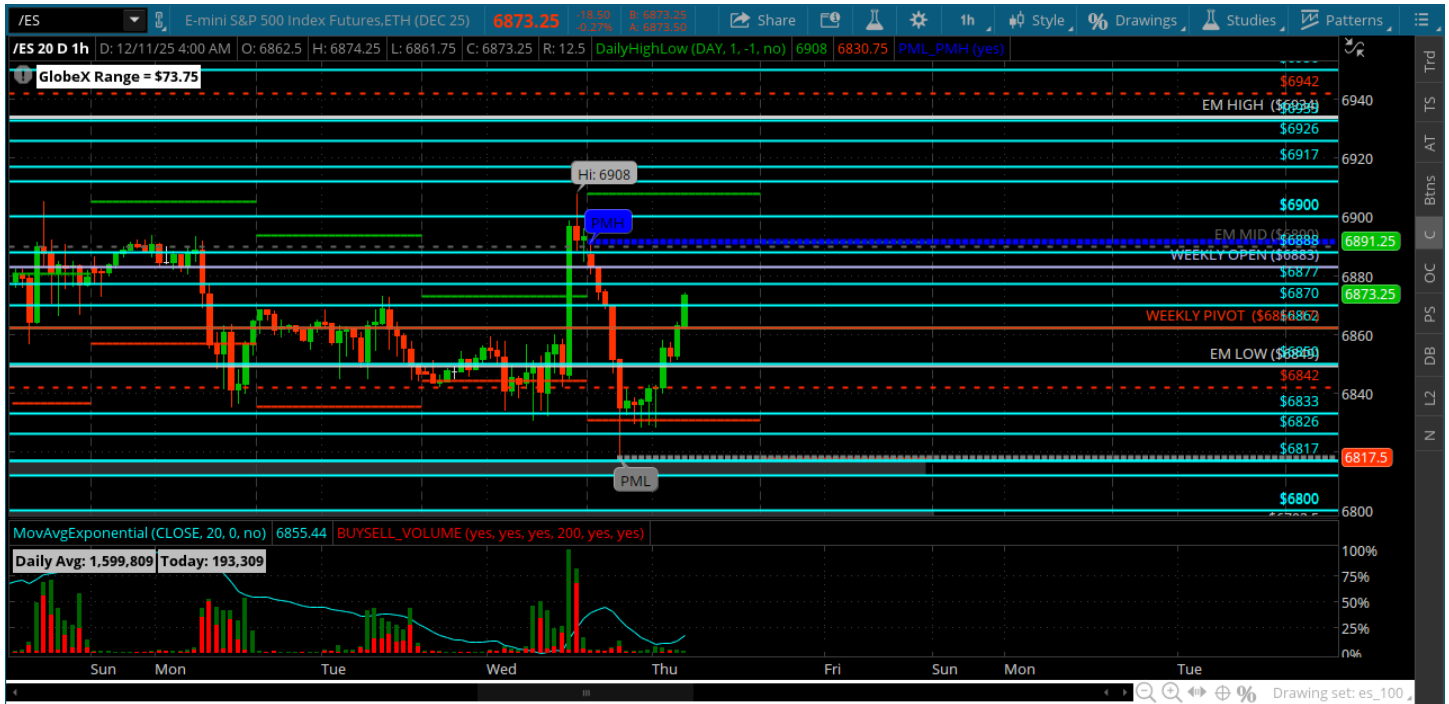 /ES E-mini S&P 500 Index Futures,ETH (DEC 25) 6873.25 -18.50 B: 6873.25 Share 1h Style Drawings Studies Patterns
-0.27% A: 6873.50
/ES 20 D 1h D: 12/11/25 4:00 AM O: 6862.5 H: 6874.25 L: 6861.75 C: 6873.25 R: 12.5 DailyHighLow (DAY, 1, -1, no) 6908 6830.75 PML_PMH (yes)
GlobeX Range = $73.75
$6942
6940
EM HIGH
$6926
6920
$6917
Hi: 6908
$6900
6900
PMH
EM MID
$6888
6891.25
WEEKLY OPEN ($6883)
$6877
6880
$6870
6873.25
WEEKLY PIVOT
$6862
6860
EM LOW
$6842
6840
$6833
$6826
$6817
6817.5
PML
$6800
6800
MovAvgExponential (CLOSE, 20, 0, no) 6855.44 BUYSELL_VOLUME (yes, yes, yes, 200, yes, yes)
Daily Avg: 1,599,809 Today: 193,309
100%
75%
50%
25%
0%
Sun Mon Tue Wed Thu Fri Sun Mon Tue
Drawing set: es_100
Trd
TS
AT
Btns
C
OC
PS
DB
L2
N